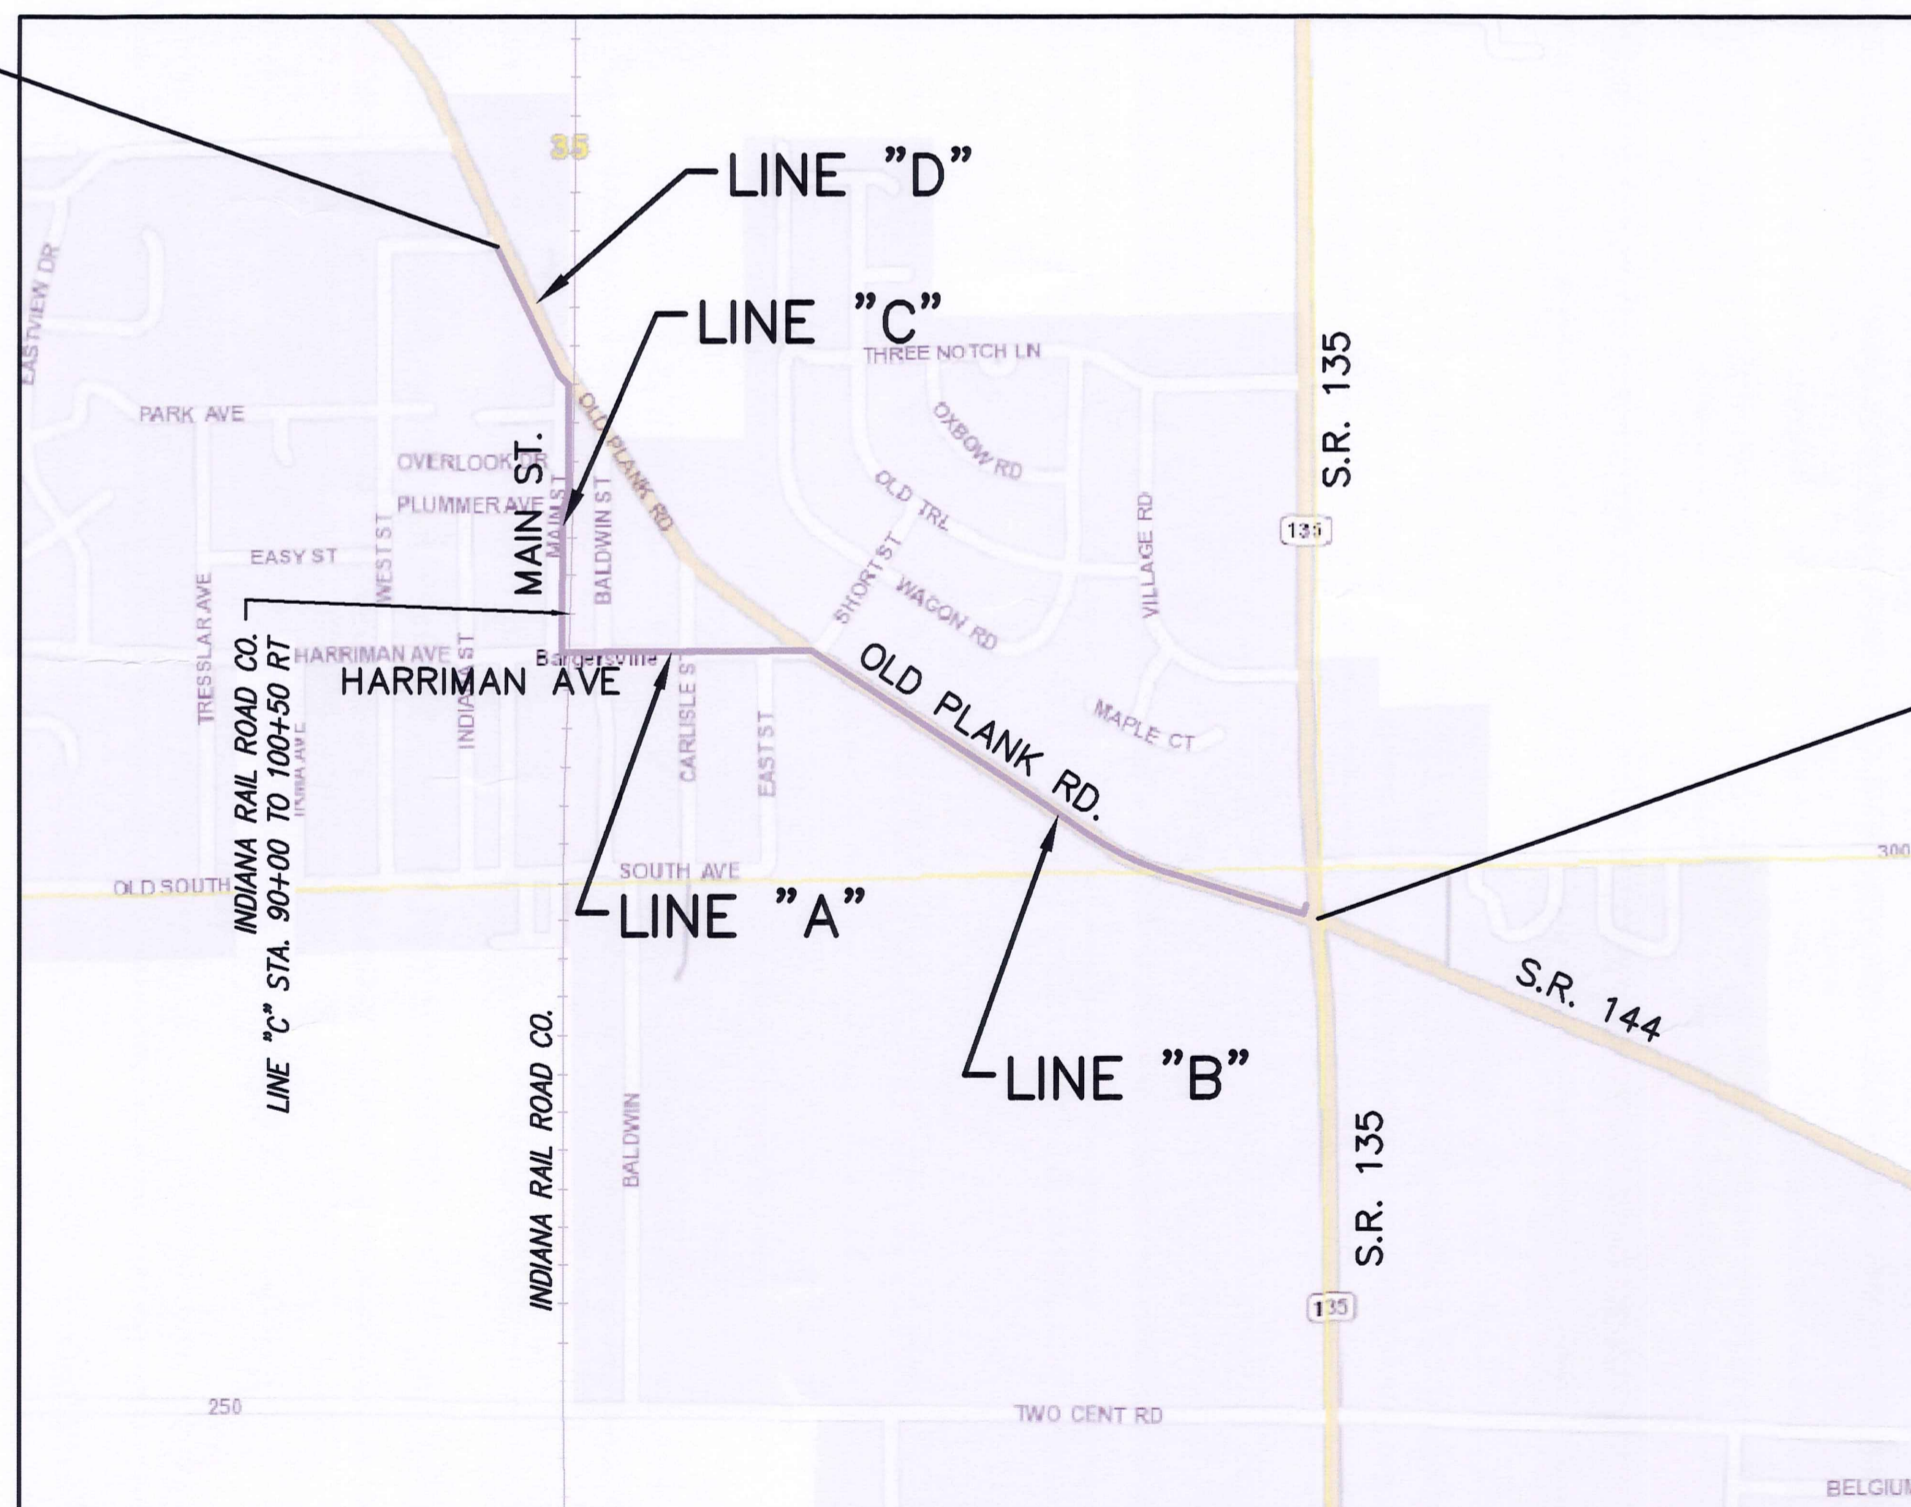 35
LINE "D"
LINE "C"
EASTVIEW DR
THREE NOTCH LN
S.R. 135
PARK AVE
OLD PLANK RD
OXBOW RD
OVERLOOK DR
MAIN ST.
PLUMMER AVE
MAIN ST
BALDWIN ST
OLD TRL
VILLAGE RD
135
EASY ST
WEST ST
SHORT ST
WAGON RD
TRESSLAR AVE
INDIANA RAIL ROAD CO.
LINE "C" STA. 90+00 TO 100+50 RT
HARRIMAN AVE
INDIANA ST
Bargersville
HARRIMAN AVE
CARLISLE S
EAST ST
OLD PLANK RD.
MAPLE CT
SOUTH AVE
300
OLD SOUTH
LINE "A"
S.R. 144
INDIANA RAIL ROAD CO.
LINE "B"
BALDWIN
S.R. 135
135
250
TWO CENT RD
BELGIUM